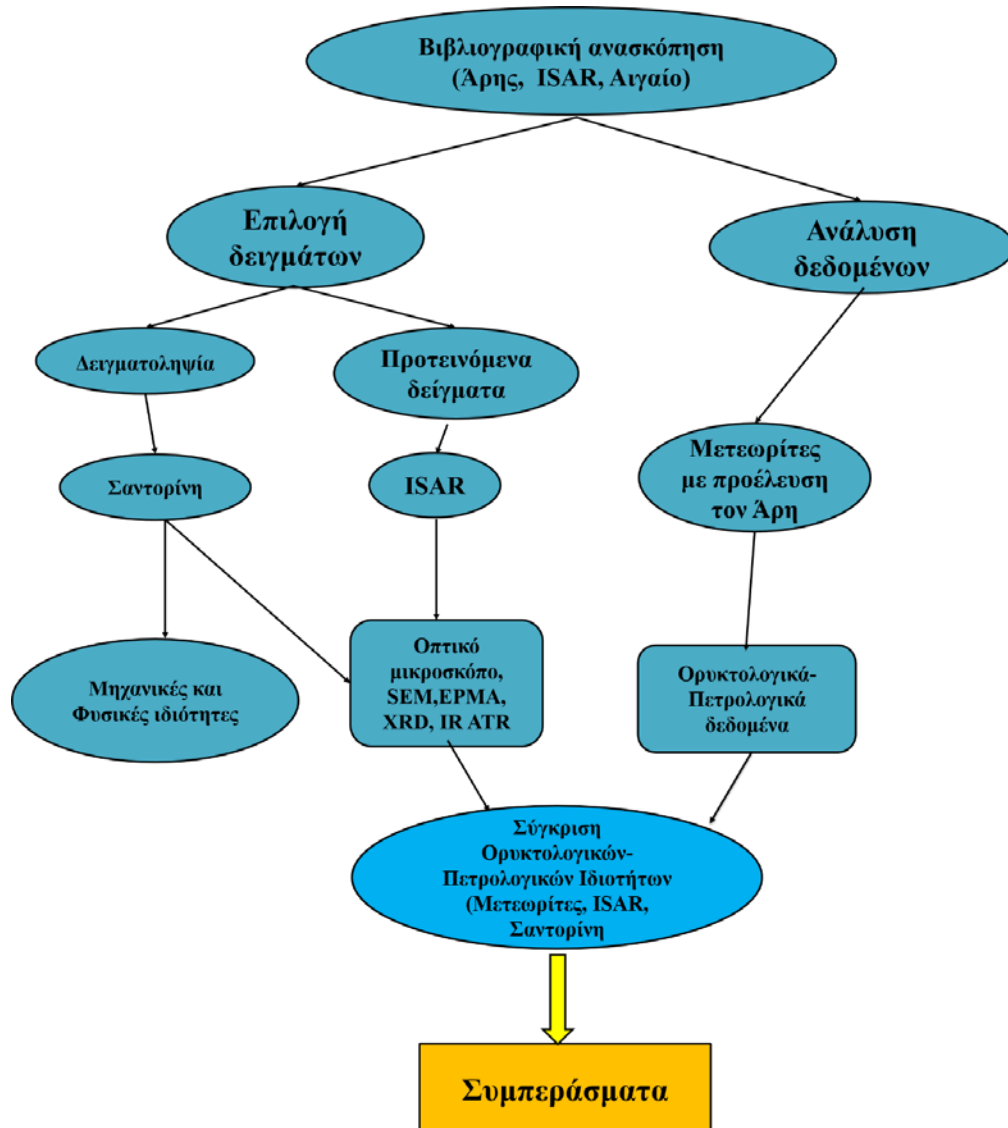 Βιβλιογραφική ανασκόπηση
(Άρης, ISAR, Αιγαίο)
Επιλογή
δειγμάτων
Ανάλυση
δεδομένων
Δειγματοληψία
Προτεινόμενα
δείγματα
Μετεωρίτες
με προέλευση
τον Άρη
Σαντορίνη
ISAR
Μηχανικές και
Φυσικές ιδιότητες
Οπτικό
μικροσκόπο,
SEM,EPMA,
XRD, IR ATR
Ορυκτολογικά-
Πετρολογικά
δεδομένα
Σύγκριση
Ορυκτολογικών-
Πετρολογικών Ιδιοτήτων
(Μετεωρίτες, ISAR,
Σαντορίνη
Συμπεράσματα